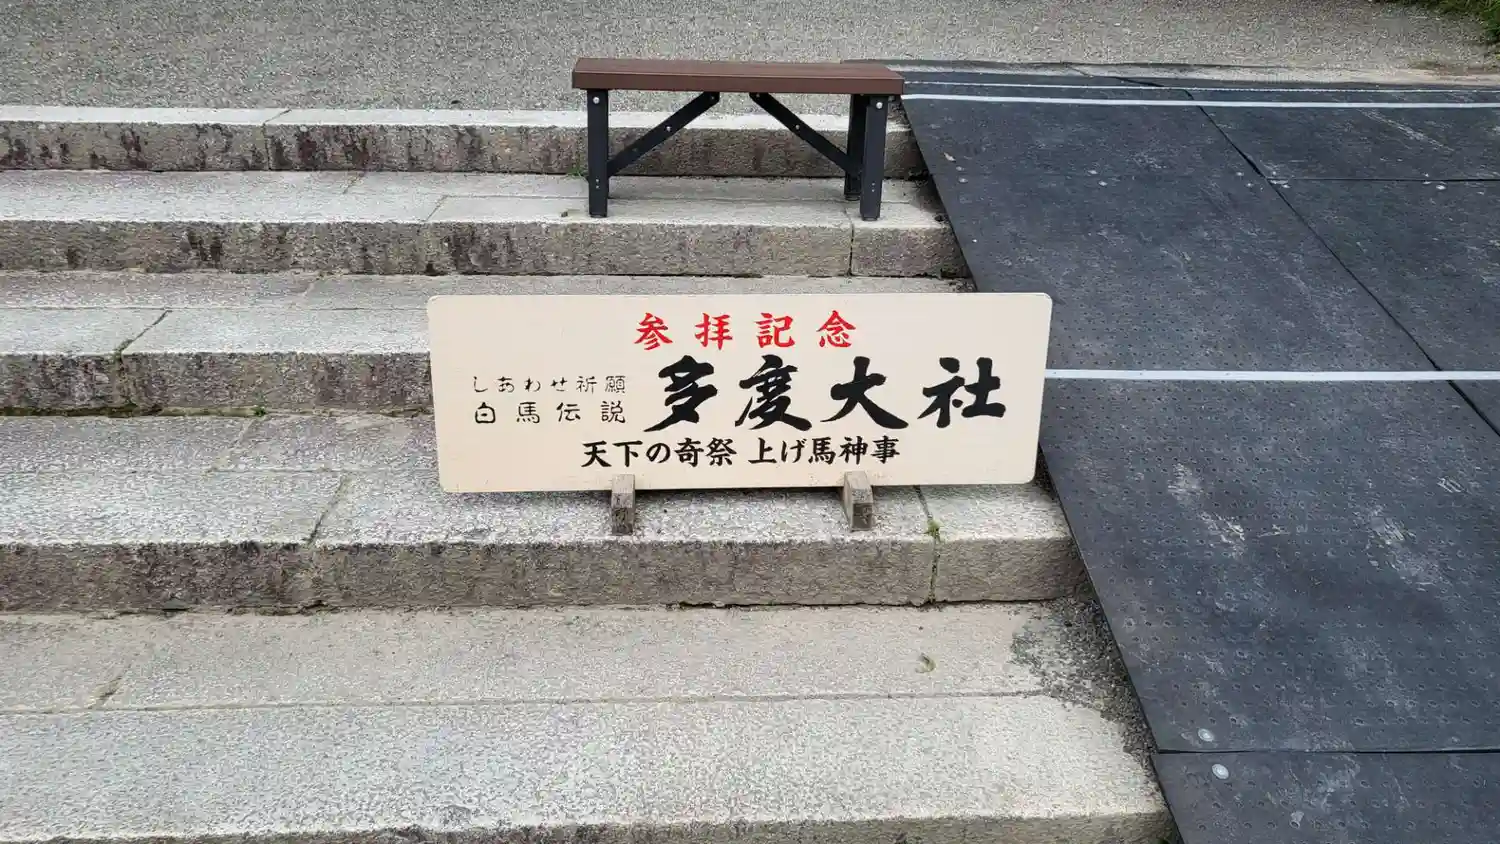 参拝記念
しあわせ祈願
白馬伝説
多度大社
天下の奇祭 上げ馬神事